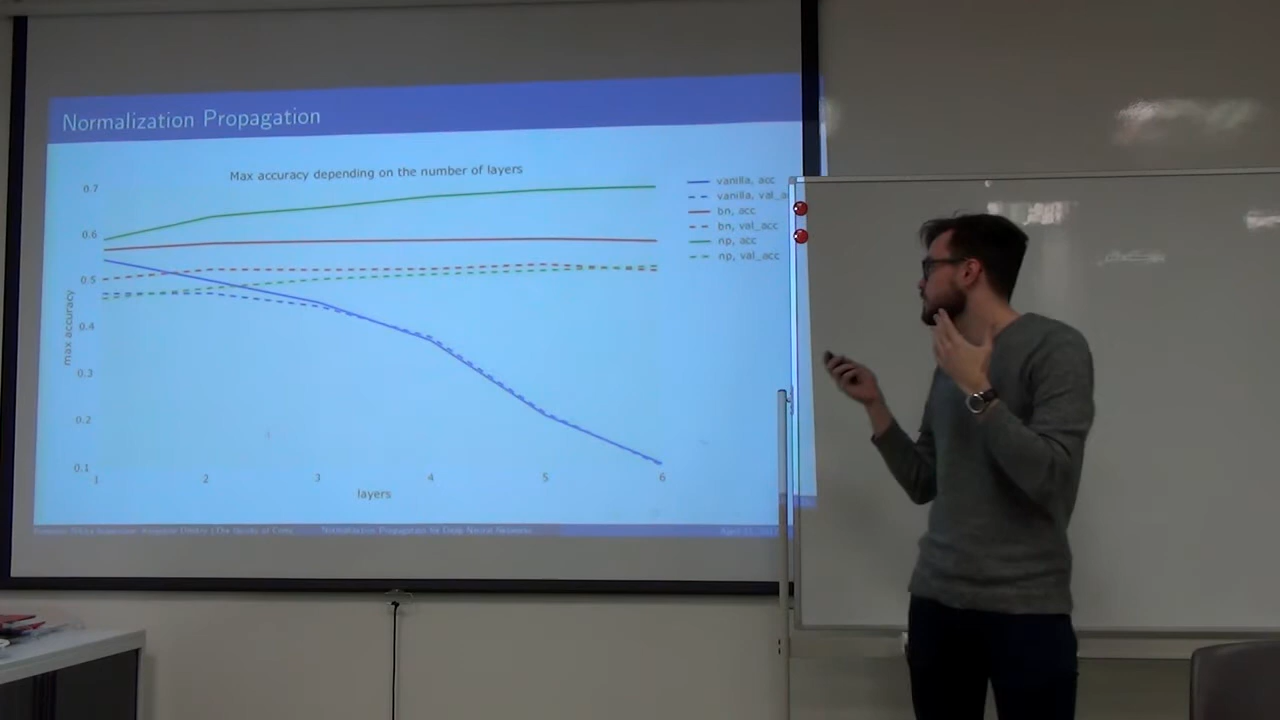 Normalization Propagation
Max accuracy depending on the number of layers
0.7
0.6
0.5
0.4
0.3
0.2
0.1
max accuracy
1 2 3 4 5 6
layers
vanilla, acc
vanilla, val_a
bn, acc
bn, val_acc
np, acc
np, val_acc
Normalization Propagation for Deep Neural Networks